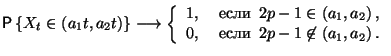 P {X_t ∈ (a_1 t, a_2 t)} ⟶ { 1, если 2p − 1 ∈ (a_1, a_2),
0, если 2p − 1 ∉ (a_1, a_2).